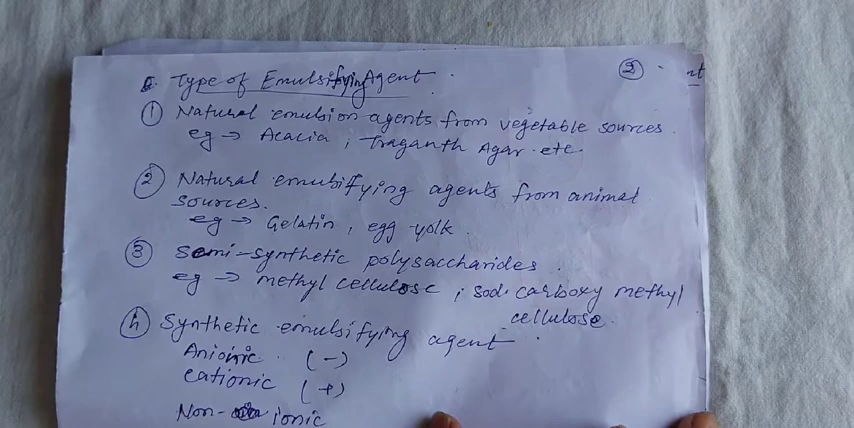 Type of Emulsifying Agent.
②
nt
① Natural emulsion agents from vegetable sources.
eg → Acacia, Traganth Agar etc.
② Natural emulsifying agents from animal
sources.
eg → Gelatin, egg yolk.
③ Semi-synthetic polysaccharides.
eg → methyl cellulose, sod. carboxy methyl
cellulose.
④ Synthetic emulsifying agent.
Anionic (-)
cationic (+)
Non-ionic